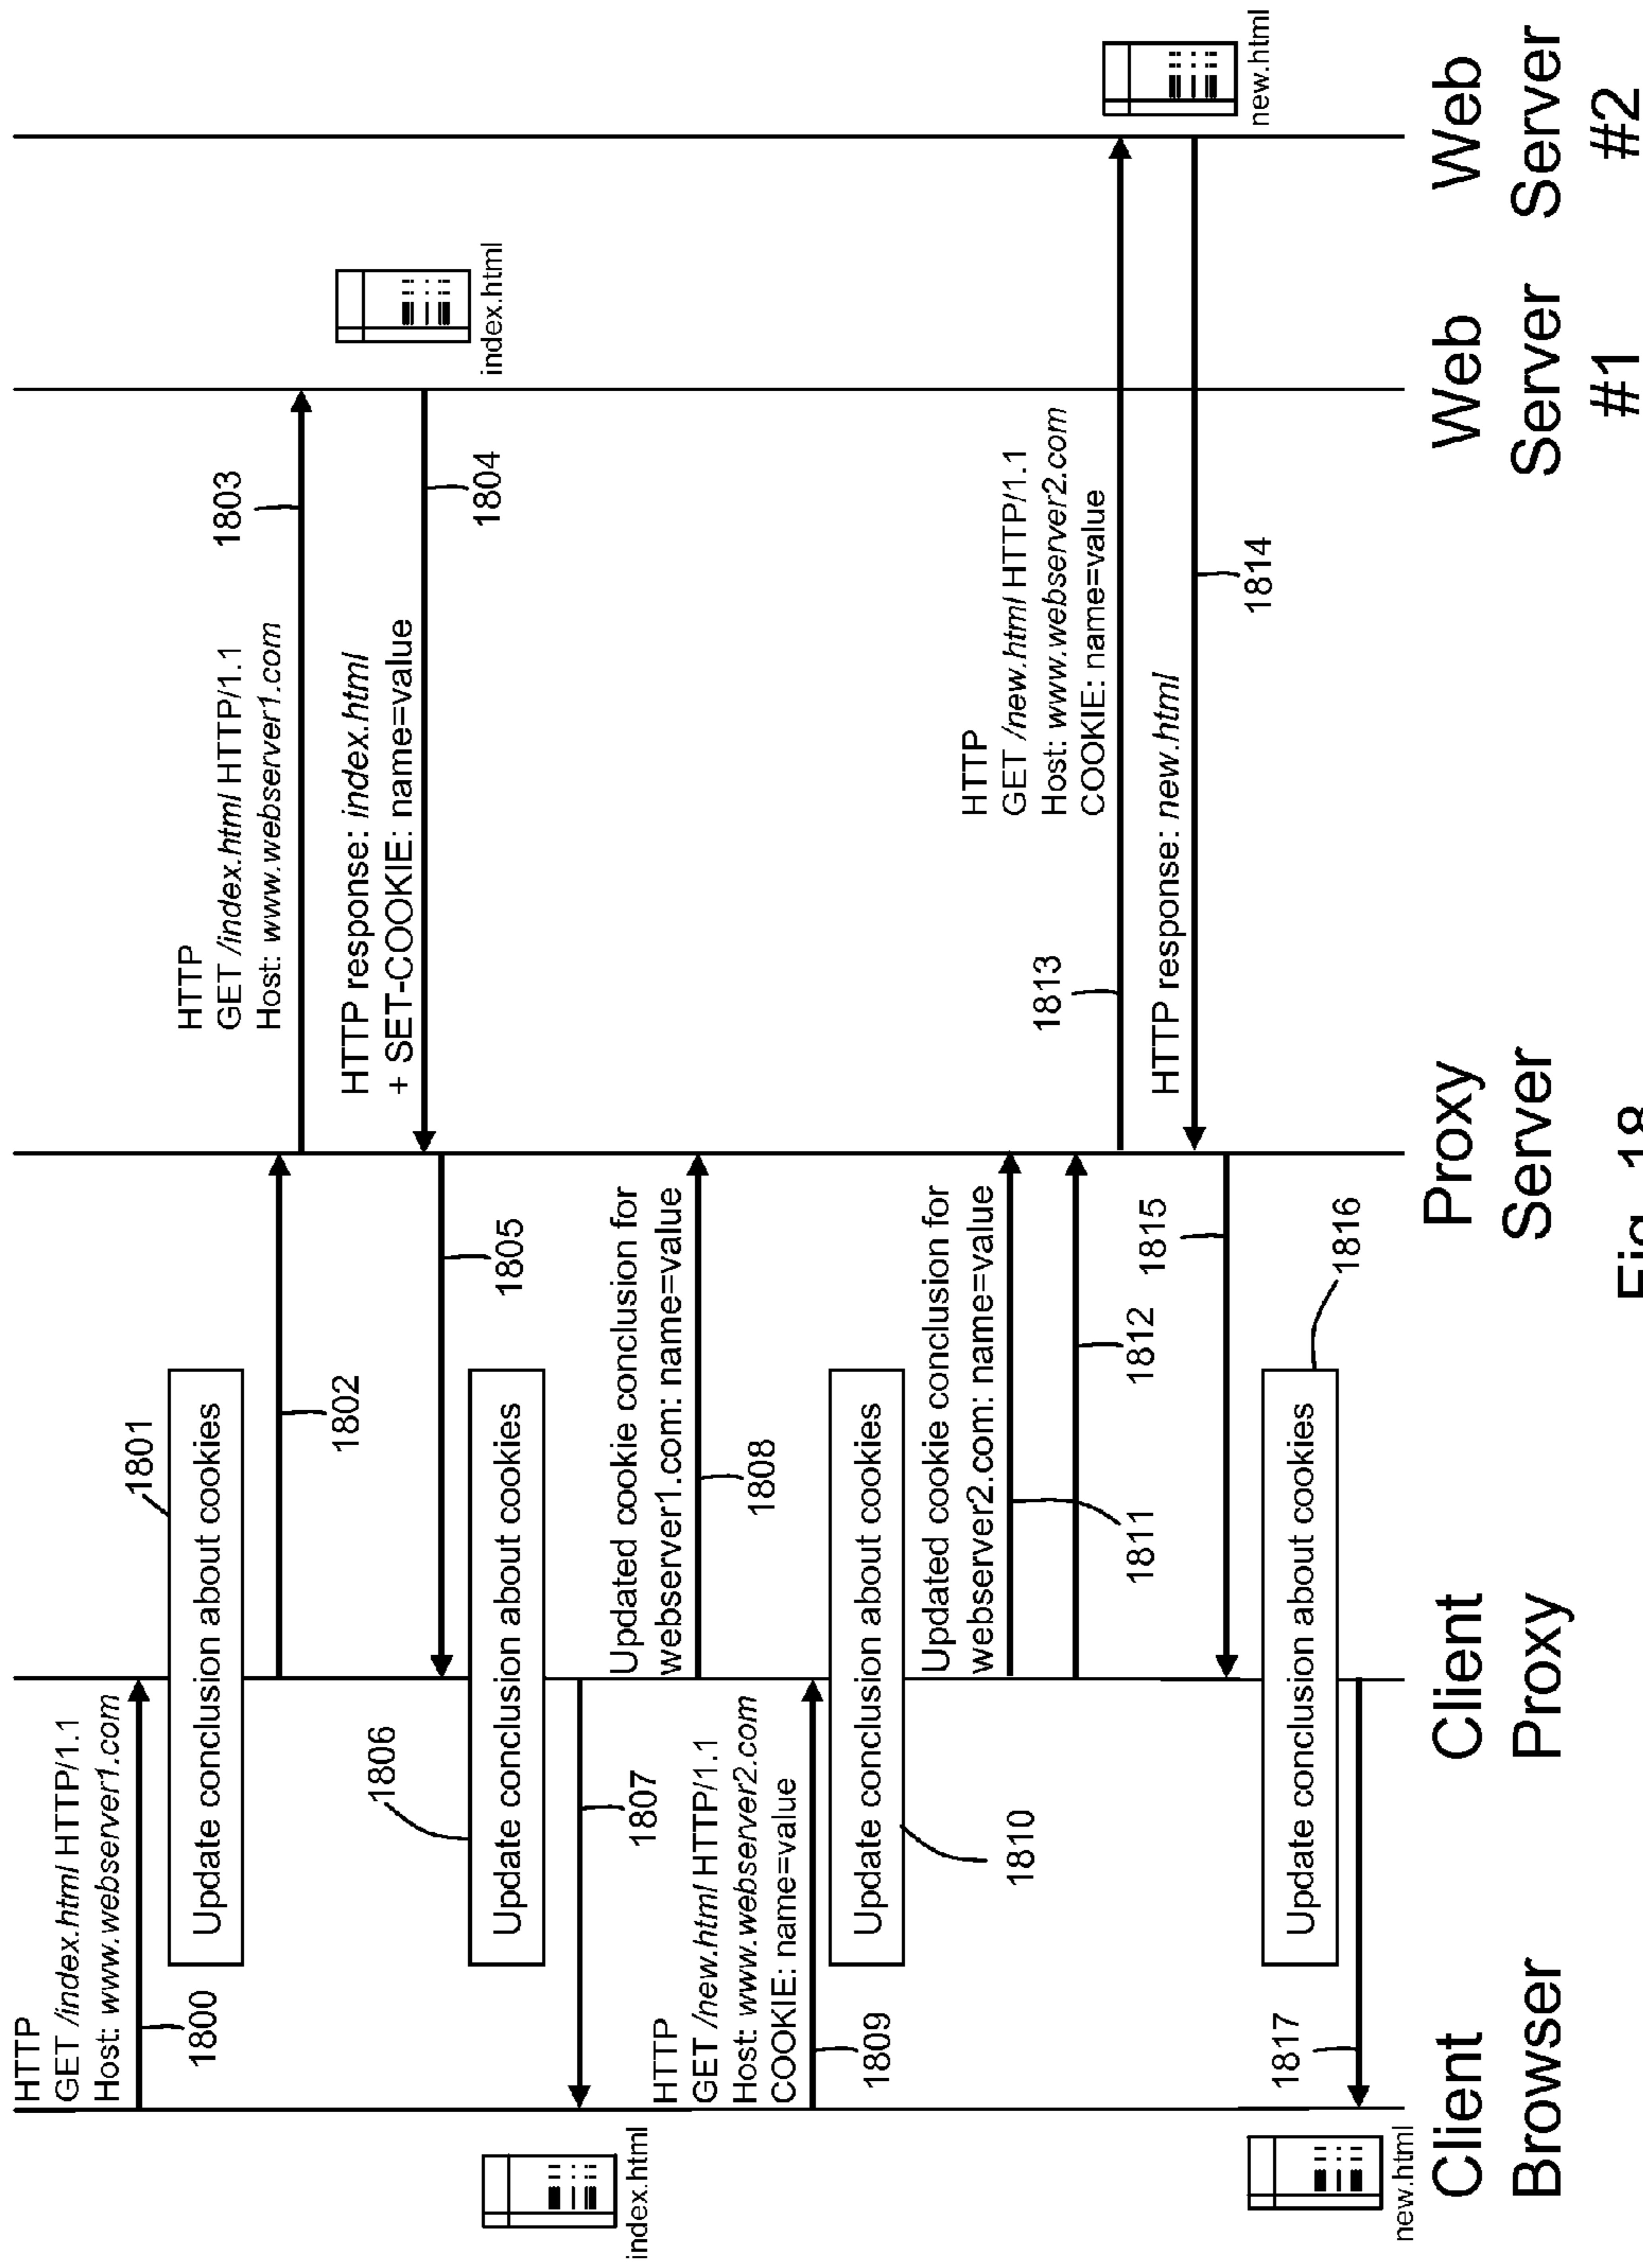 HTTP
GET /index.html HTTP/1.1
Host: www.webserver1.com
1800
1801
Update conclusion about cookies
1802
HTTP
GET /index.html HTTP/1.1
Host: www.webserver1.com
1803
HTTP response: index.html
+ SET-COOKIE: name=value
1804
index.html
1805
1806
Update conclusion about cookies
1807
index.html
Updated cookie conclusion for
webserver1.com: name=value
1808
HTTP
GET /new.html HTTP/1.1
Host: www.webserver2.com
COOKIE: name=value
1809
Update conclusion about cookies
1810
Updated cookie conclusion for
webserver2.com: name=value
1811
1812
HTTP
GET /new.html HTTP/1.1
Host: www.webserver2.com
COOKIE: name=value
1813
HTTP response: new.html
1814
new.html
1815
Update conclusion about cookies
1816
1817
new.html
Client
Browser
Client
Proxy
Proxy
Server
Web
Server
#1
Web
Server
#2
Fig. 18